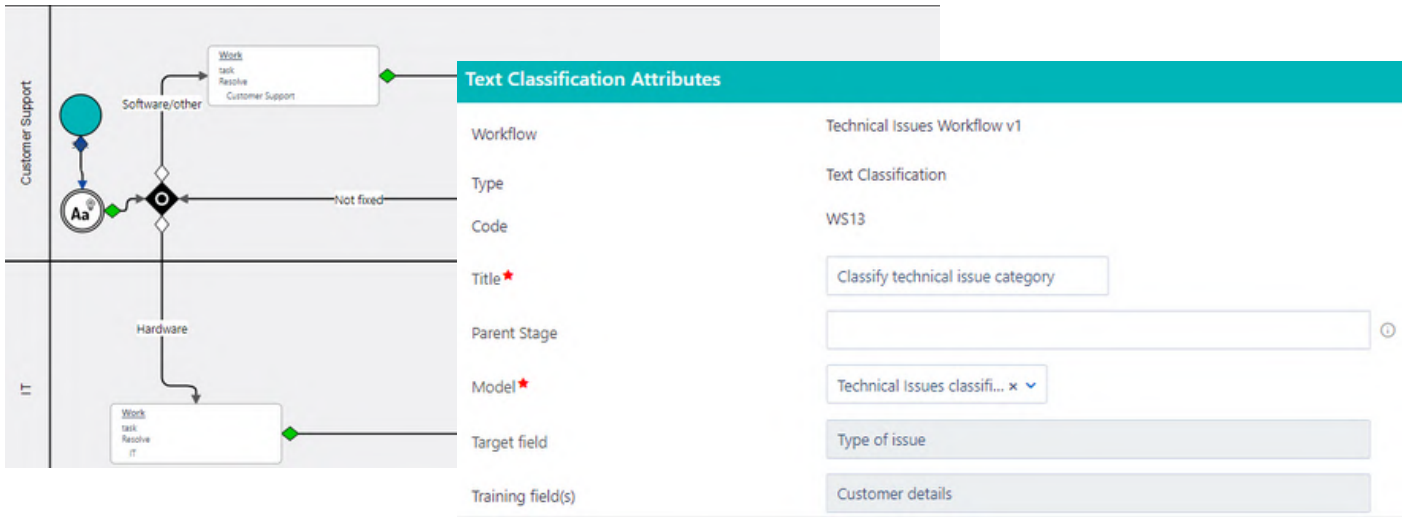 Customer Support
Work
task
Resolve
Customer Support
Software/other
Aa
Not fixed
Hardware
IT
Work
task
Resolve
IT
Text Classification Attributes
Workflow
Technical Issues Workflow v1
Type
Text Classification
Code
WS13
Title★
Classify technical issue category
Parent Stage
Model★
Technical Issues classifi... ×
Target field
Type of issue
Training field(s)
Customer details